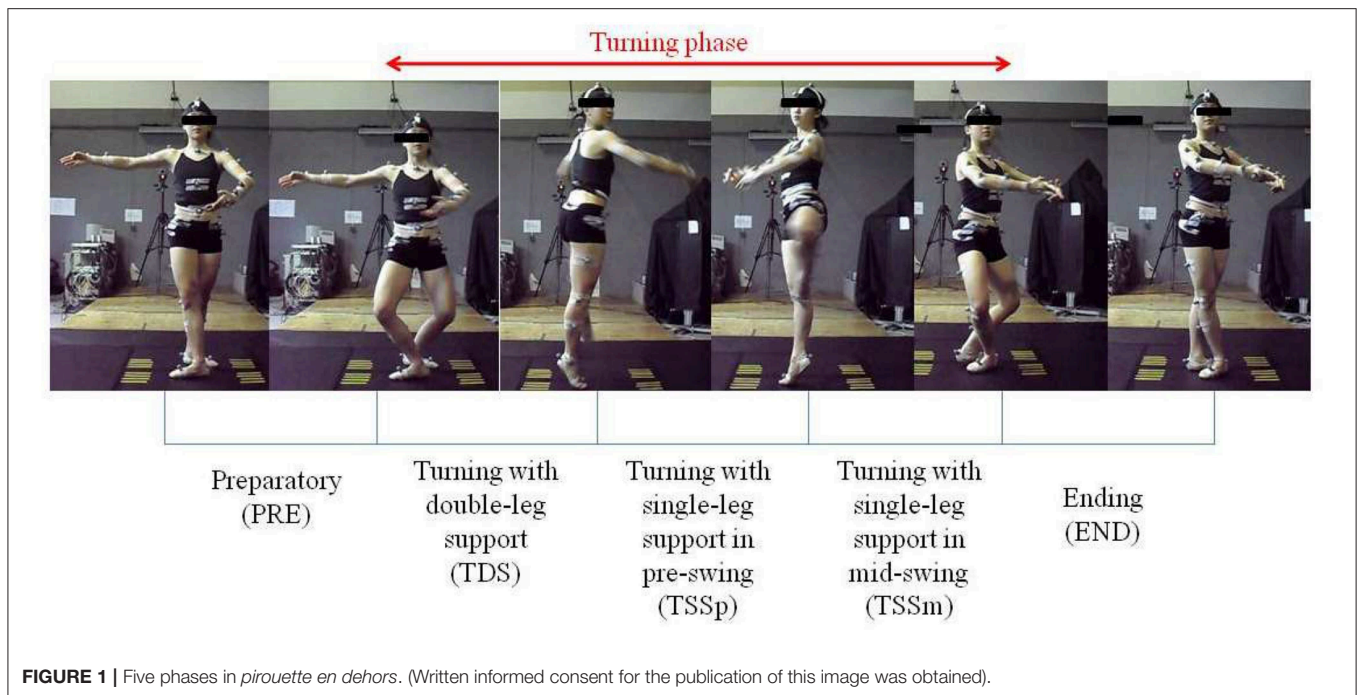 Turning phase
Preparatory
(PRE)
Turning with
double-leg
support
(TDS)
Turning with
single-leg
support in
pre-swing
(TSSp)
Turning with
single-leg
support in
mid-swing
(TSSm)
Ending
(END)
FIGURE 1 | Five phases in pirouette en dehors. (Written informed consent for the publication of this image was obtained).